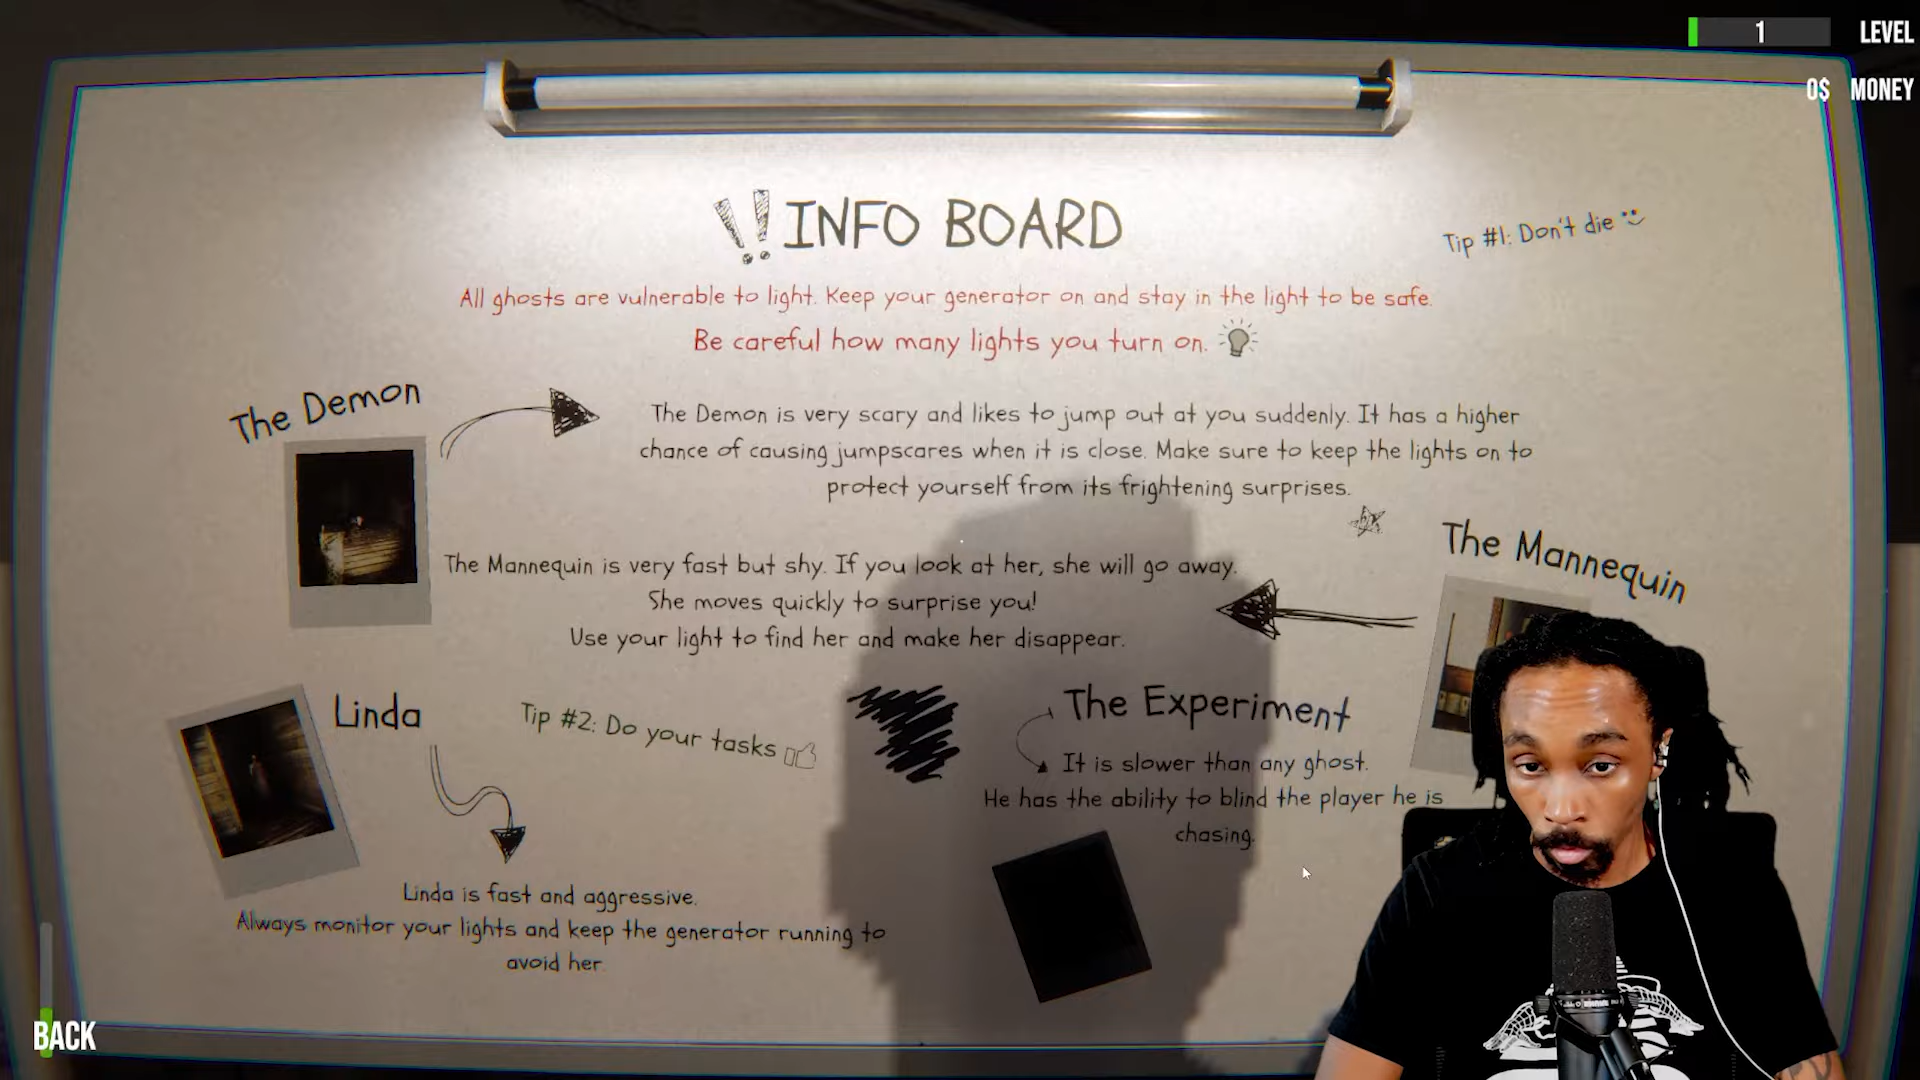 1 LEVEL
0$ MONEY
!! INFO BOARD
Tip #1: Don't die
All ghosts are vulnerable to light. Keep your generator on and stay in the light to be safe.
Be careful how many lights you turn on.
The Demon
The Demon is very scary and likes to jump out at you suddenly. It has a higher
chance of causing jumpscares when it is close. Make sure to keep the lights on to
protect yourself from its frightening surprises.
The Mannequin
The Mannequin is very fast but shy. If you look at her, she will go away.
She moves quickly to surprise you!
Use your light to find her and make her disappear.
Linda
Tip #2: Do your tasks
The Experiment
It is slower than any ghost.
He has the ability to blind the player he is
chasing.
Linda is fast and aggressive.
Always monitor your lights and keep the generator running to
avoid her.
BACK